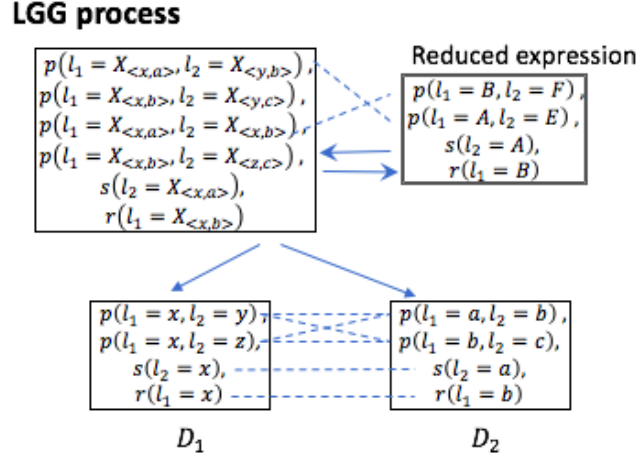 LGG process
p(l₁ = X<x,a>, l₂ = X<y,b>),
p(l₁ = X<x,b>, l₂ = X<y,c>),
p(l₁ = X<x,a>, l₂ = X<x,b>),
p(l₁ = X<x,b>, l₂ = X<z,c>),
s(l₂ = X<x,a>),
r(l₁ = X<x,b>)
Reduced expression
p(l₁ = B, l₂ = F),
p(l₁ = A, l₂ = E),
s(l₂ = A),
r(l₁ = B)
p(l₁ = x, l₂ = y),
p(l₁ = x, l₂ = z),
s(l₂ = x),
r(l₁ = x)
D₁
p(l₁ = a, l₂ = b),
p(l₁ = b, l₂ = c),
s(l₂ = a),
r(l₁ = b)
D₂